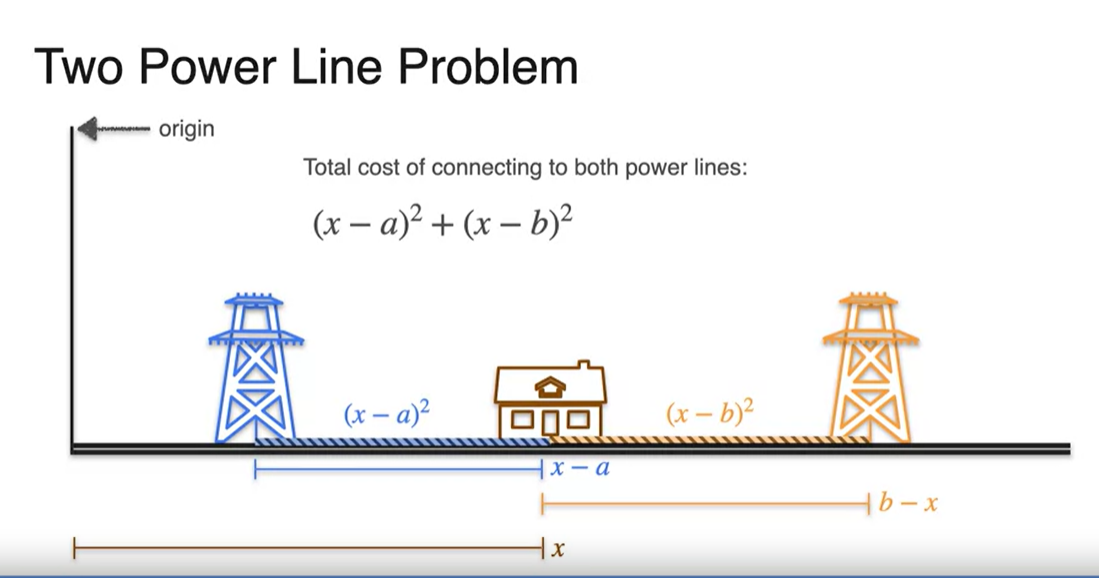 Two Power Line Problem
origin
Total cost of connecting to both power lines:
(x − a)² + (x − b)²
(x − a)²
(x − b)²
x − a
b − x
x